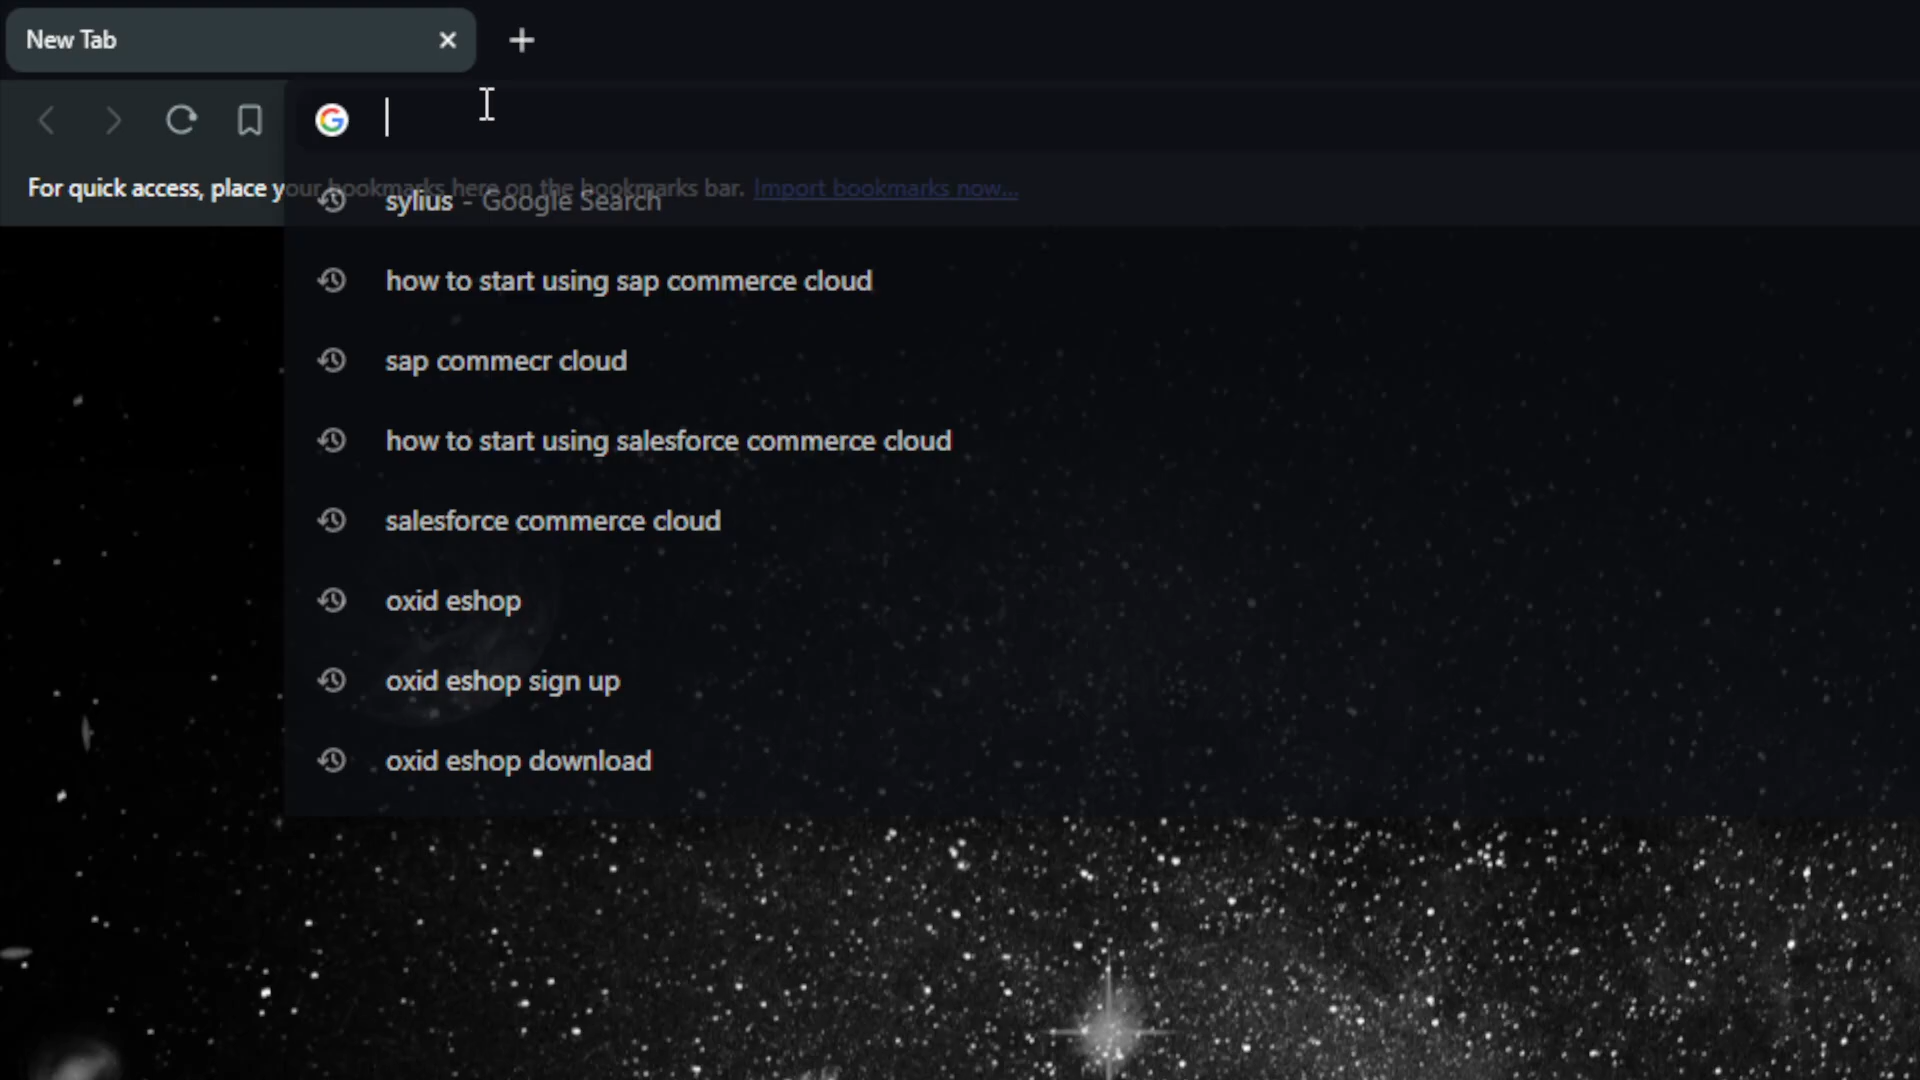 New Tab
For quick access, place your bookmarks here on the bookmarks bar. Import bookmarks now...
sylius - Google Search
how to start using sap commerce cloud
sap commecr cloud
how to start using salesforce commerce cloud
salesforce commerce cloud
oxid eshop
oxid eshop sign up
oxid eshop download